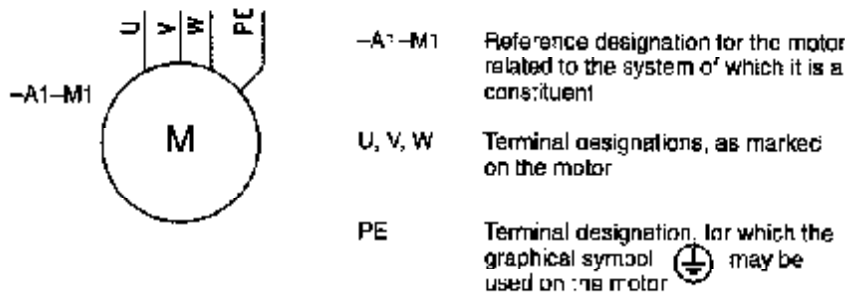 U V W PE
–A1–M1
M
–A1–M1 Reference designation for the motor
related to the system of which it is a
constituent
U, V, W Terminal designations, as marked
on the motor
PE Terminal designation, for which the
graphical symbol may be
used on the motor